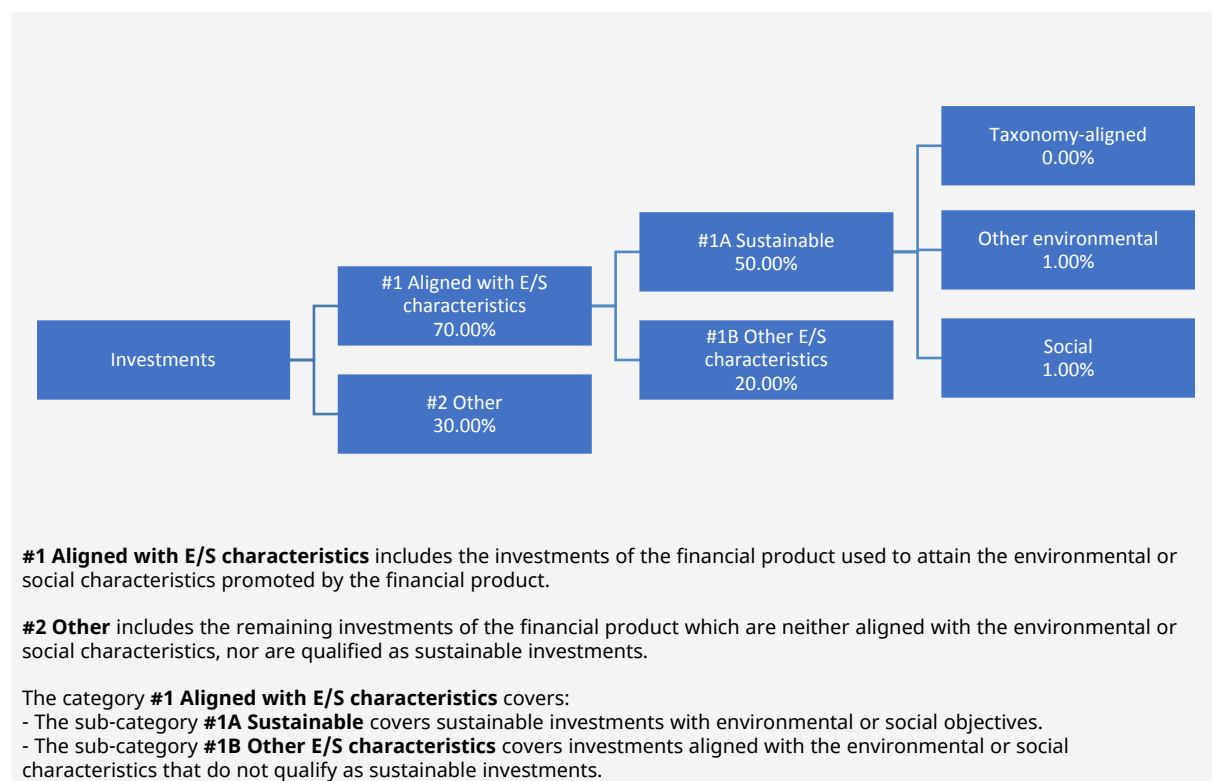 Taxonomy-aligned
0.00%
#1A Sustainable
50.00%
Other environmental
1.00%
#1 Aligned with E/S
characteristics
70.00%
Investments
#1B Other E/S
characteristics
20.00%
Social
1.00%
#2 Other
30.00%
#1 Aligned with E/S characteristics includes the investments of the financial product used to attain the environmental or
social characteristics promoted by the financial product.
#2 Other includes the remaining investments of the financial product which are neither aligned with the environmental or
social characteristics, nor are qualified as sustainable investments.
The category #1 Aligned with E/S characteristics covers:
- The sub-category #1A Sustainable covers sustainable investments with environmental or social objectives.
- The sub-category #1B Other E/S characteristics covers investments aligned with the environmental or social
characteristics that do not qualify as sustainable investments.